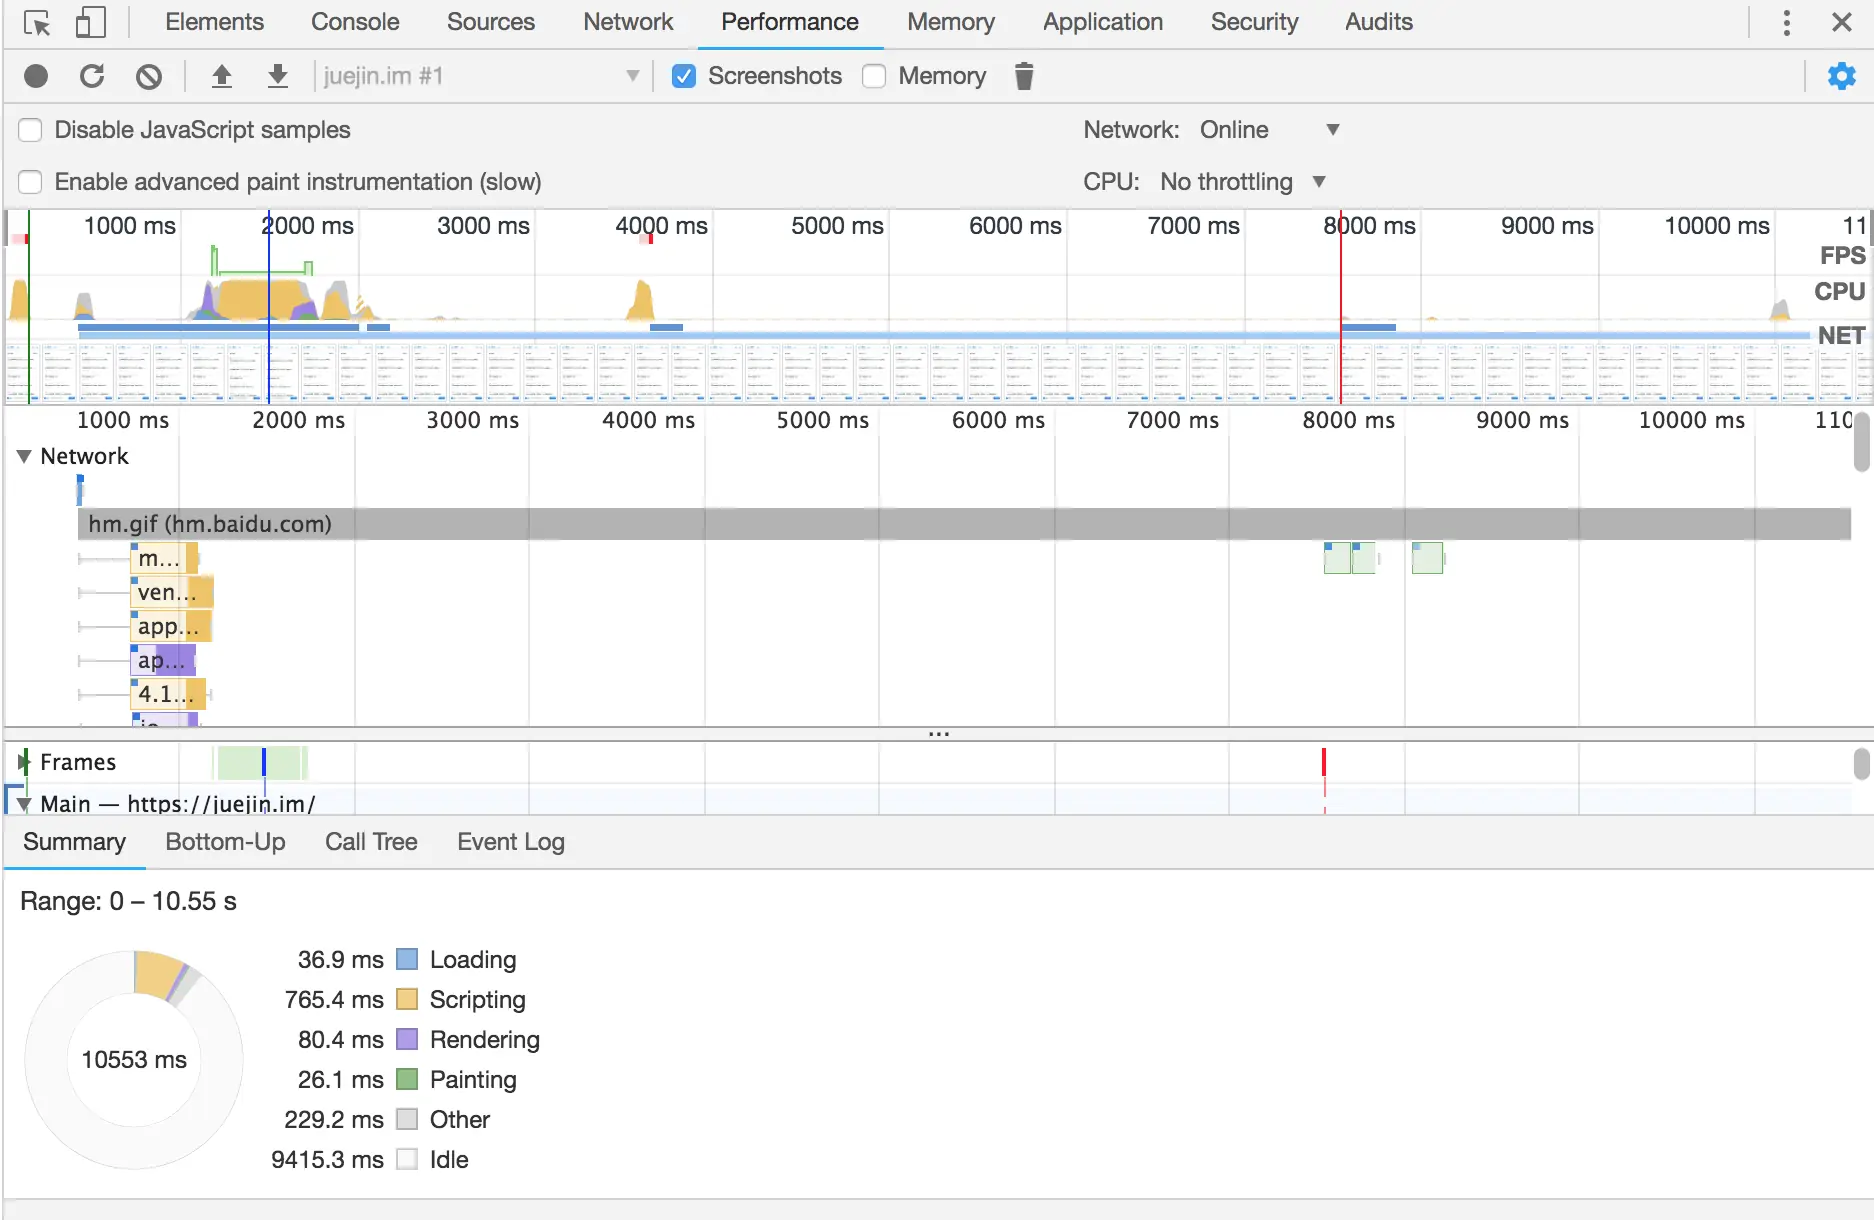 Elements Console Sources Network Performance Memory Application Security Audits
juejin.im #1 Screenshots Memory
Disable JavaScript samples Network: Online
Enable advanced paint instrumentation (slow) CPU: No throttling
1000 ms 2000 ms 3000 ms 4000 ms 5000 ms 6000 ms 7000 ms 8000 ms 9000 ms 10000 ms 11
FPS
CPU
NET
1000 ms 2000 ms 3000 ms 4000 ms 5000 ms 6000 ms 7000 ms 8000 ms 9000 ms 10000 ms 110
Network
hm.gif (hm.baidu.com)
m...
ven...
app...
ap...
4.1...
...
Frames
Main — https://juejin.im/
Summary Bottom-Up Call Tree Event Log
Range: 0 – 10.55 s
36.9 ms Loading
765.4 ms Scripting
80.4 ms Rendering
10553 ms
26.1 ms Painting
229.2 ms Other
9415.3 ms Idle